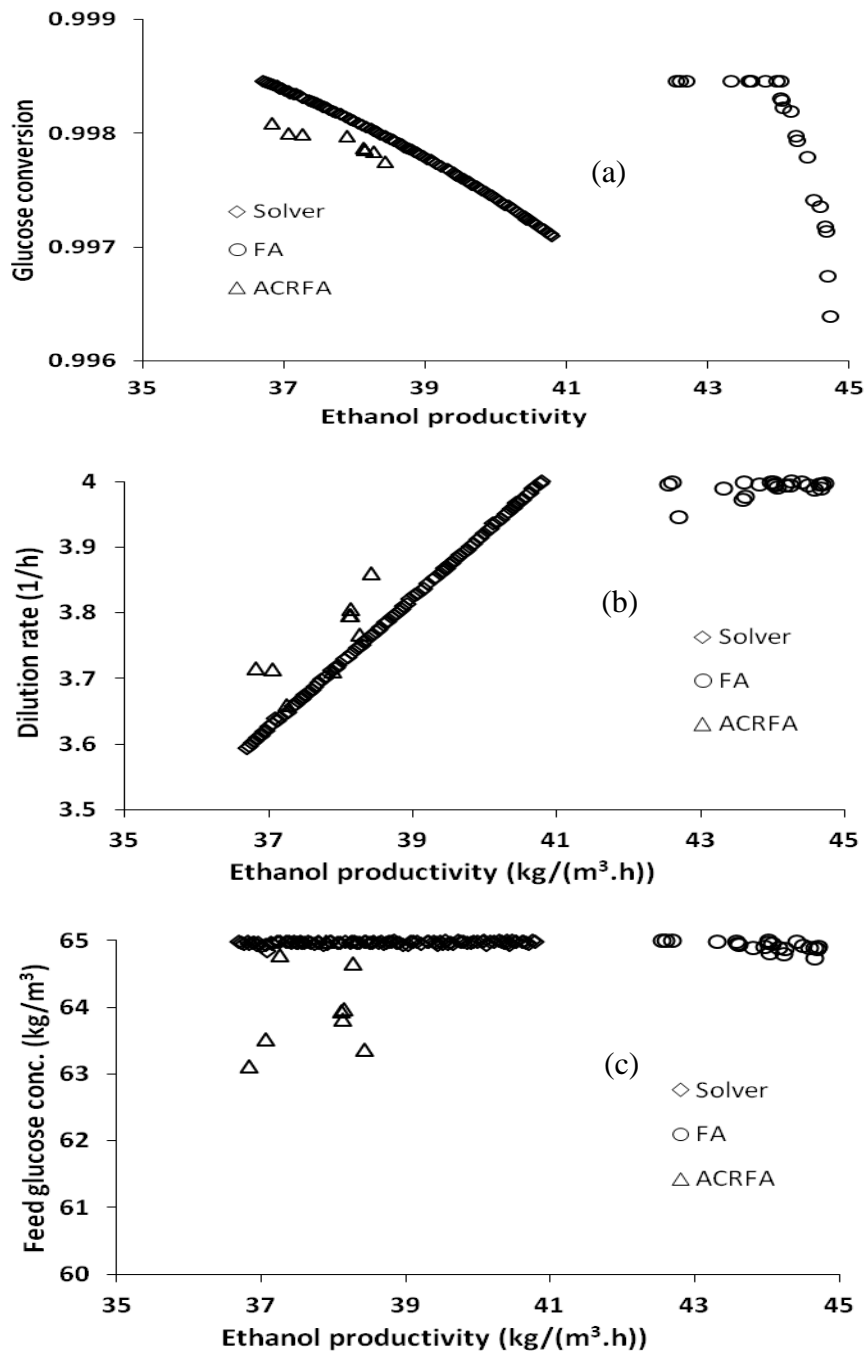 0.999
0.998
0.997
0.996
Glucose conversion
(a)
Solver
FA
ACRFA
35 37 39 41 43 45
Ethanol productivity
4
3.9
3.8
3.7
3.6
3.5
Dilution rate (1/h)
(b)
Solver
FA
ACRFA
35 37 39 41 43 45
Ethanol productivity (kg/(m³.h))
65
64
63
62
61
60
Feed glucose conc. (kg/m³)
(c)
Solver
FA
ACRFA
35 37 39 41 43 45
Ethanol productivity (kg/(m³.h))